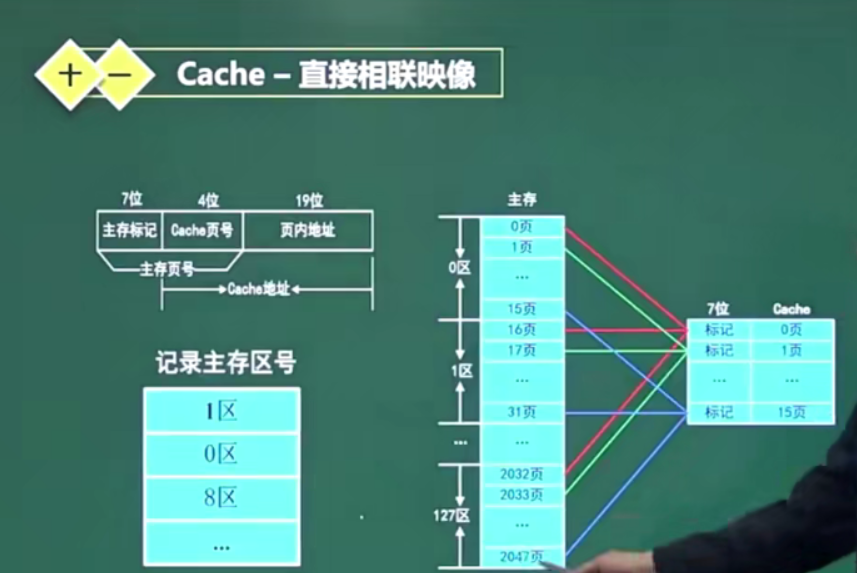 + − Cache – 直接相联映像
7位 4位 19位
主存标记 Cache页号 页内地址
主存页号
Cache地址
记录主存区号
1区
0区
8区
...
主存
0页
1页
...
15页
16页
17页
...
31页
...
2032页
2033页
...
2047页
0区
1区
...
127区
7位 Cache
标记 0页
标记 1页
... ...
标记 15页